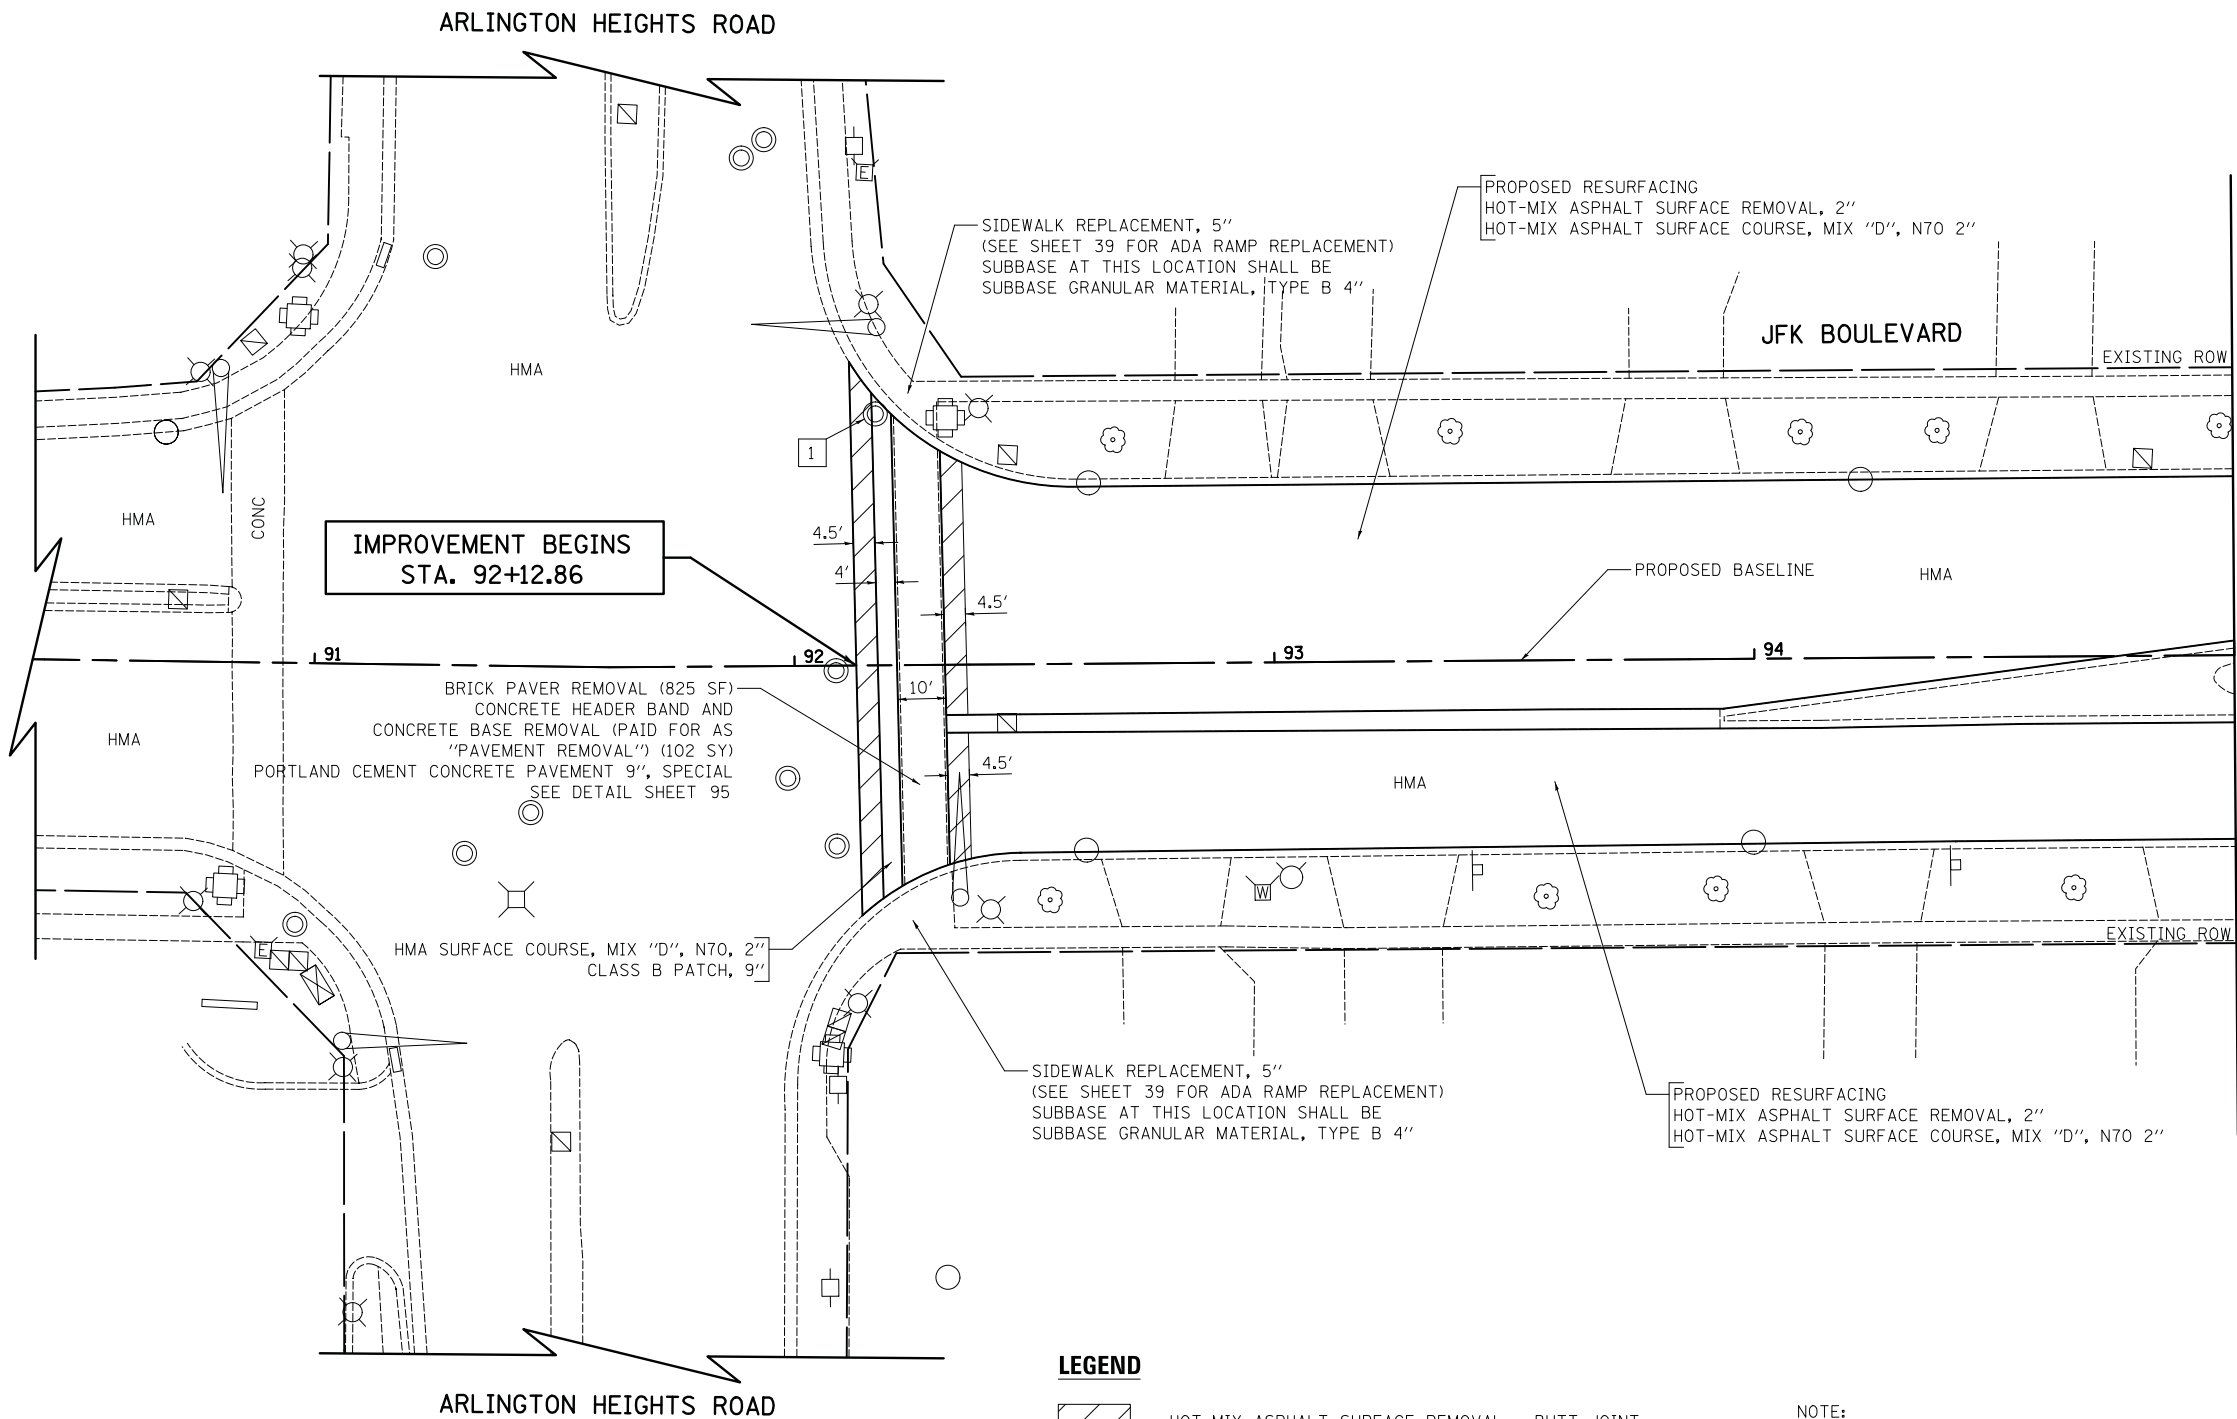 ARLINGTON HEIGHTS ROAD
PROPOSED RESURFACING
HOT-MIX ASPHALT SURFACE REMOVAL, 2"
HOT-MIX ASPHALT SURFACE COURSE, MIX "D", N70 2"
SIDEWALK REPLACEMENT, 5"
(SEE SHEET 39 FOR ADA RAMP REPLACEMENT)
SUBBASE AT THIS LOCATION SHALL BE
SUBBASE GRANULAR MATERIAL, TYPE B 4"
E
JFK BOULEVARD
EXISTING ROW
HMA
1
HMA
CONC
4.5'
IMPROVEMENT BEGINS
STA. 92+12.86
4'
4.5'
PROPOSED BASELINE
HMA
91
92
93
94
10'
BRICK PAVER REMOVAL (825 SF)
CONCRETE HEADER BAND AND
CONCRETE BASE REMOVAL (PAID FOR AS
"PAVEMENT REMOVAL") (102 SY)
PORTLAND CEMENT CONCRETE PAVEMENT 9", SPECIAL
SEE DETAIL SHEET 95
HMA
4.5'
HMA
W
E
HMA SURFACE COURSE, MIX "D", N70, 2"
CLASS B PATCH, 9"
EXISTING ROW
SIDEWALK REPLACEMENT, 5"
(SEE SHEET 39 FOR ADA RAMP REPLACEMENT)
SUBBASE AT THIS LOCATION SHALL BE
SUBBASE GRANULAR MATERIAL, TYPE B 4"
PROPOSED RESURFACING
HOT-MIX ASPHALT SURFACE REMOVAL, 2"
HOT-MIX ASPHALT SURFACE COURSE, MIX "D", N70 2"
LEGEND
HOT-MIX ASPHALT SURFACE REMOVAL - BUTT JOINT
NOTE:
ARLINGTON HEIGHTS ROAD